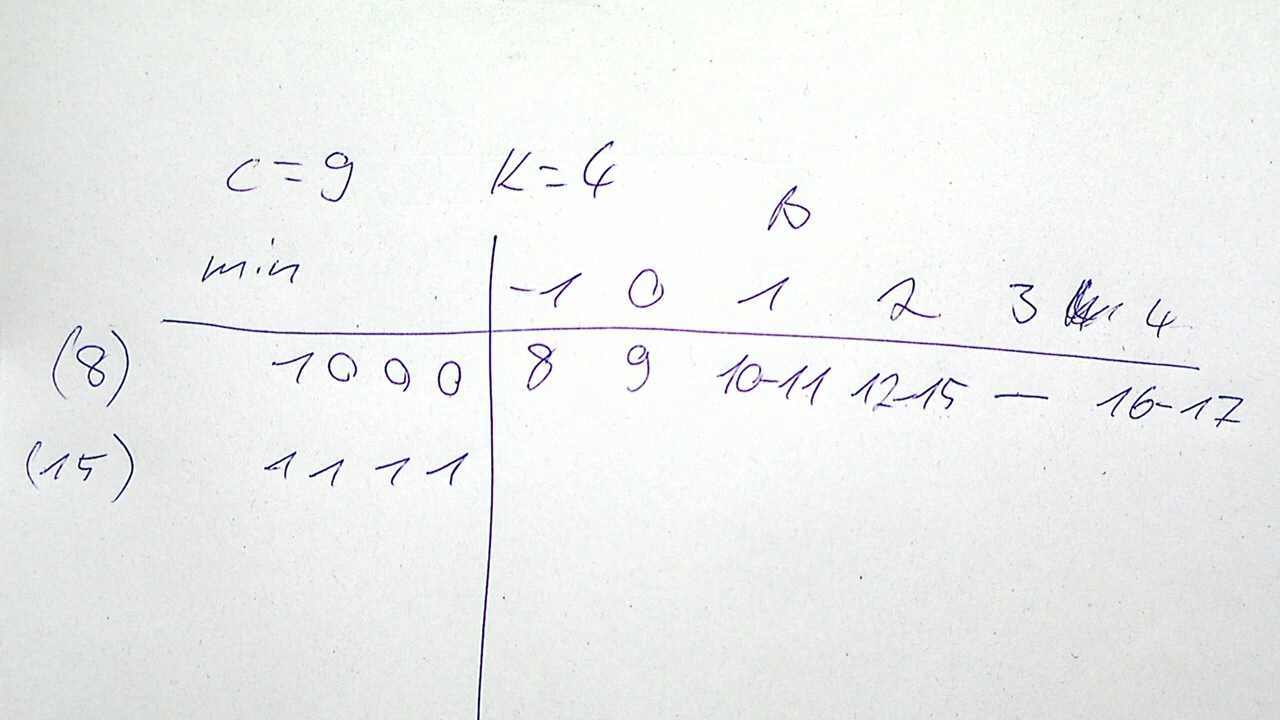 C = 9 K = 4
B
min -1 0 1 2 3 4
(8) 1000 8 9 10-11 12-15 — 16-17
(15) 1111